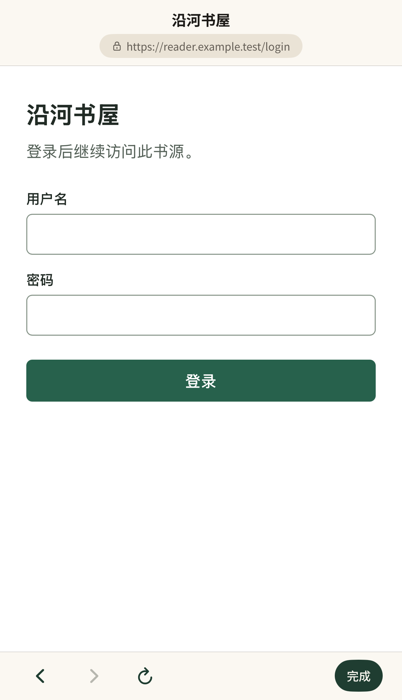 沿河书屋
https://reader.example.test/login
沿河书屋
登录后继续访问此书源。
用户名
密码
登录
完成